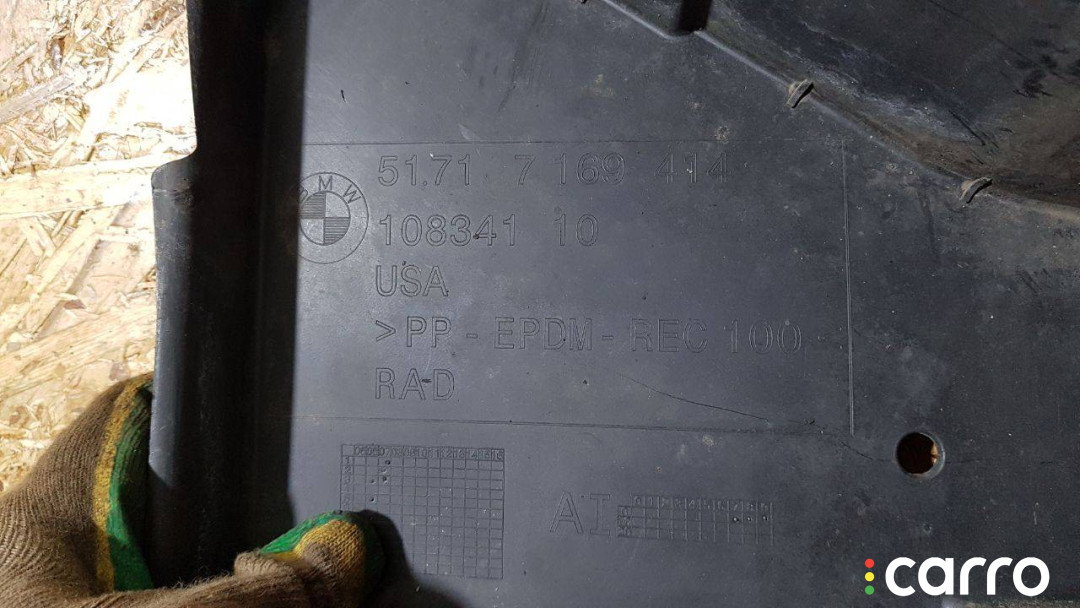 51.71 7 169 414
BMW
108341 10
USA
>PP-EPDM-REC 100
RAD
AI
carro